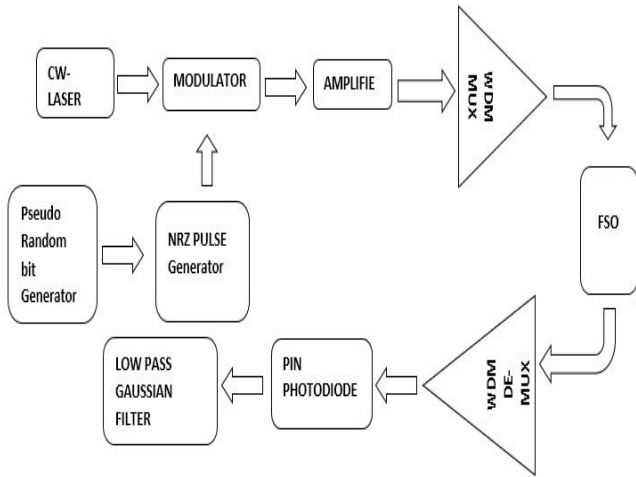 CW-
LASER
MODULATOR
AMPLIFIE
WDM
MUX
Pseudo
Random
bit
Generator
NRZ PULSE
Generator
FSO
LOW PASS
GAUSSIAN
FILTER
PIN
PHOTODIODE
WDM
DE-
MUX